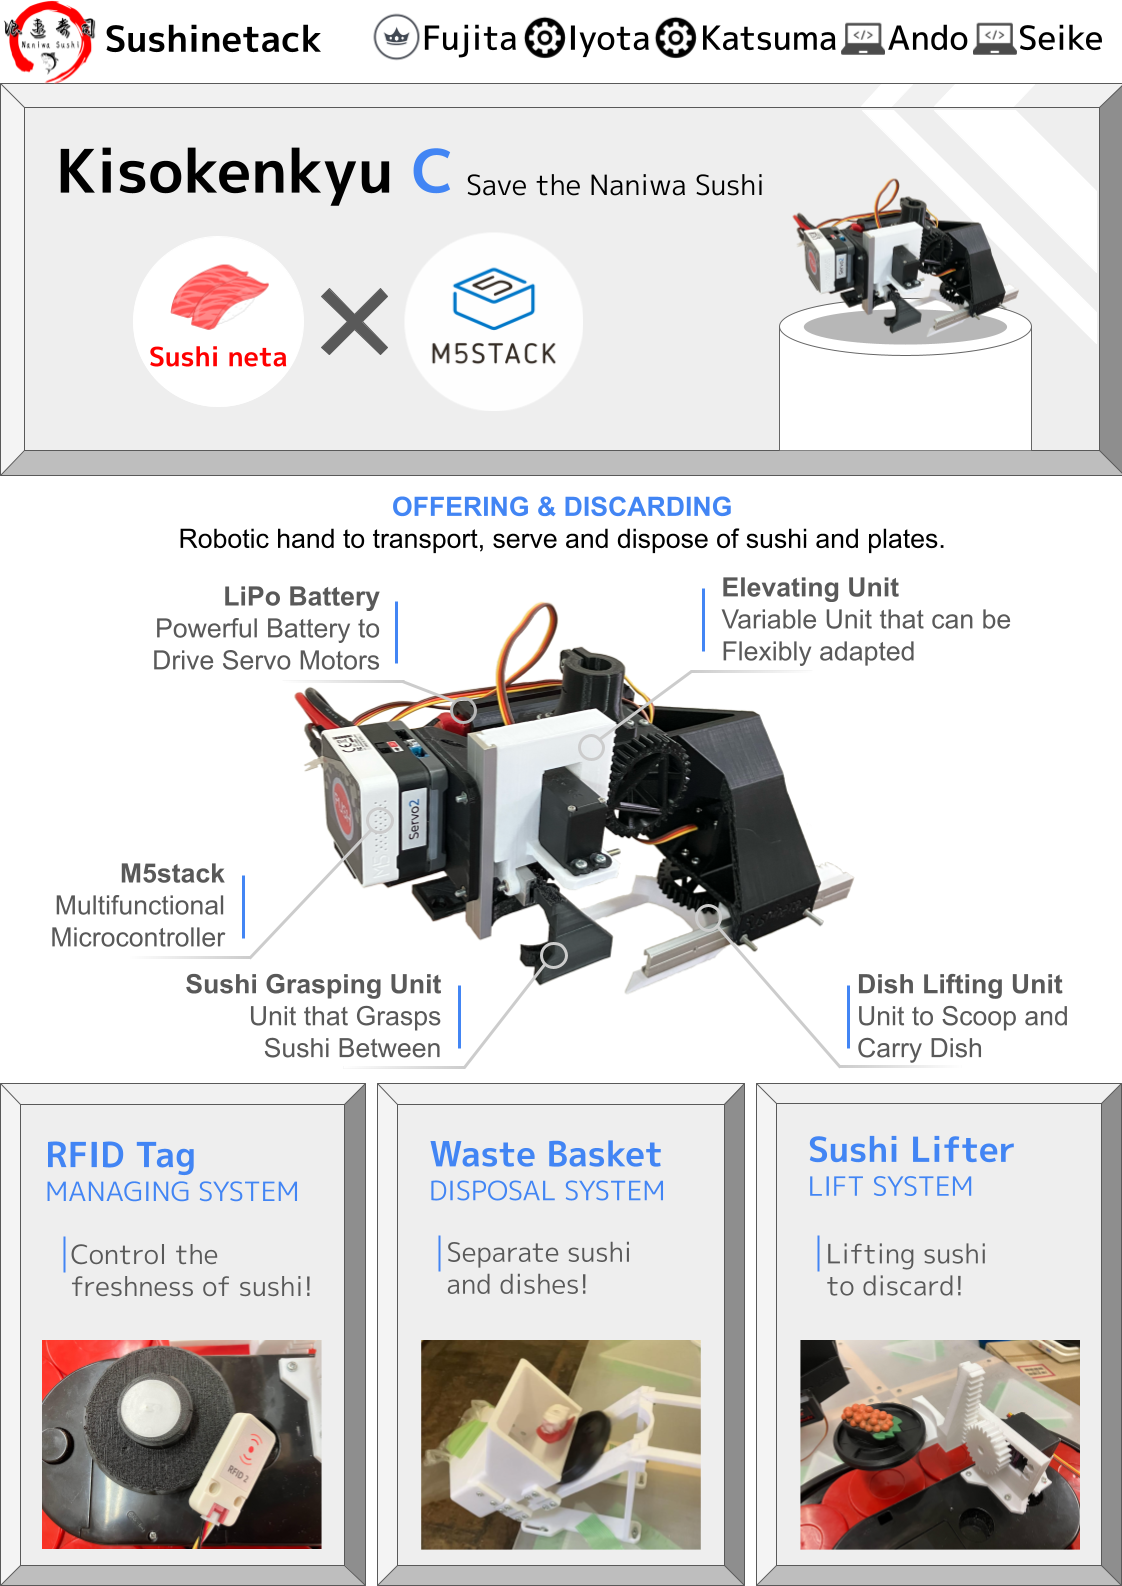 浪速寿司
Naniwa Sushi
Sushinetack
Fujita Iyota Katsuma Ando Seike
Kisokenkyu C Save the Naniwa Sushi
Sushi neta
M5STACK
OFFERING & DISCARDING
Robotic hand to transport, serve and dispose of sushi and plates.
LiPo Battery
Powerful Battery to
Drive Servo Motors
Elevating Unit
Variable Unit that can be
Flexibly adapted
Servo2
M5stack
Multifunctional
Microcontroller
Sushi Grasping Unit
Unit that Grasps
Sushi Between
Dish Lifting Unit
Unit to Scoop and
Carry Dish
RFID Tag
MANAGING SYSTEM
Control the
freshness of sushi!
RFID 2
Waste Basket
DISPOSAL SYSTEM
Separate sushi
and dishes!
Sushi Lifter
LIFT SYSTEM
Lifting sushi
to discard!